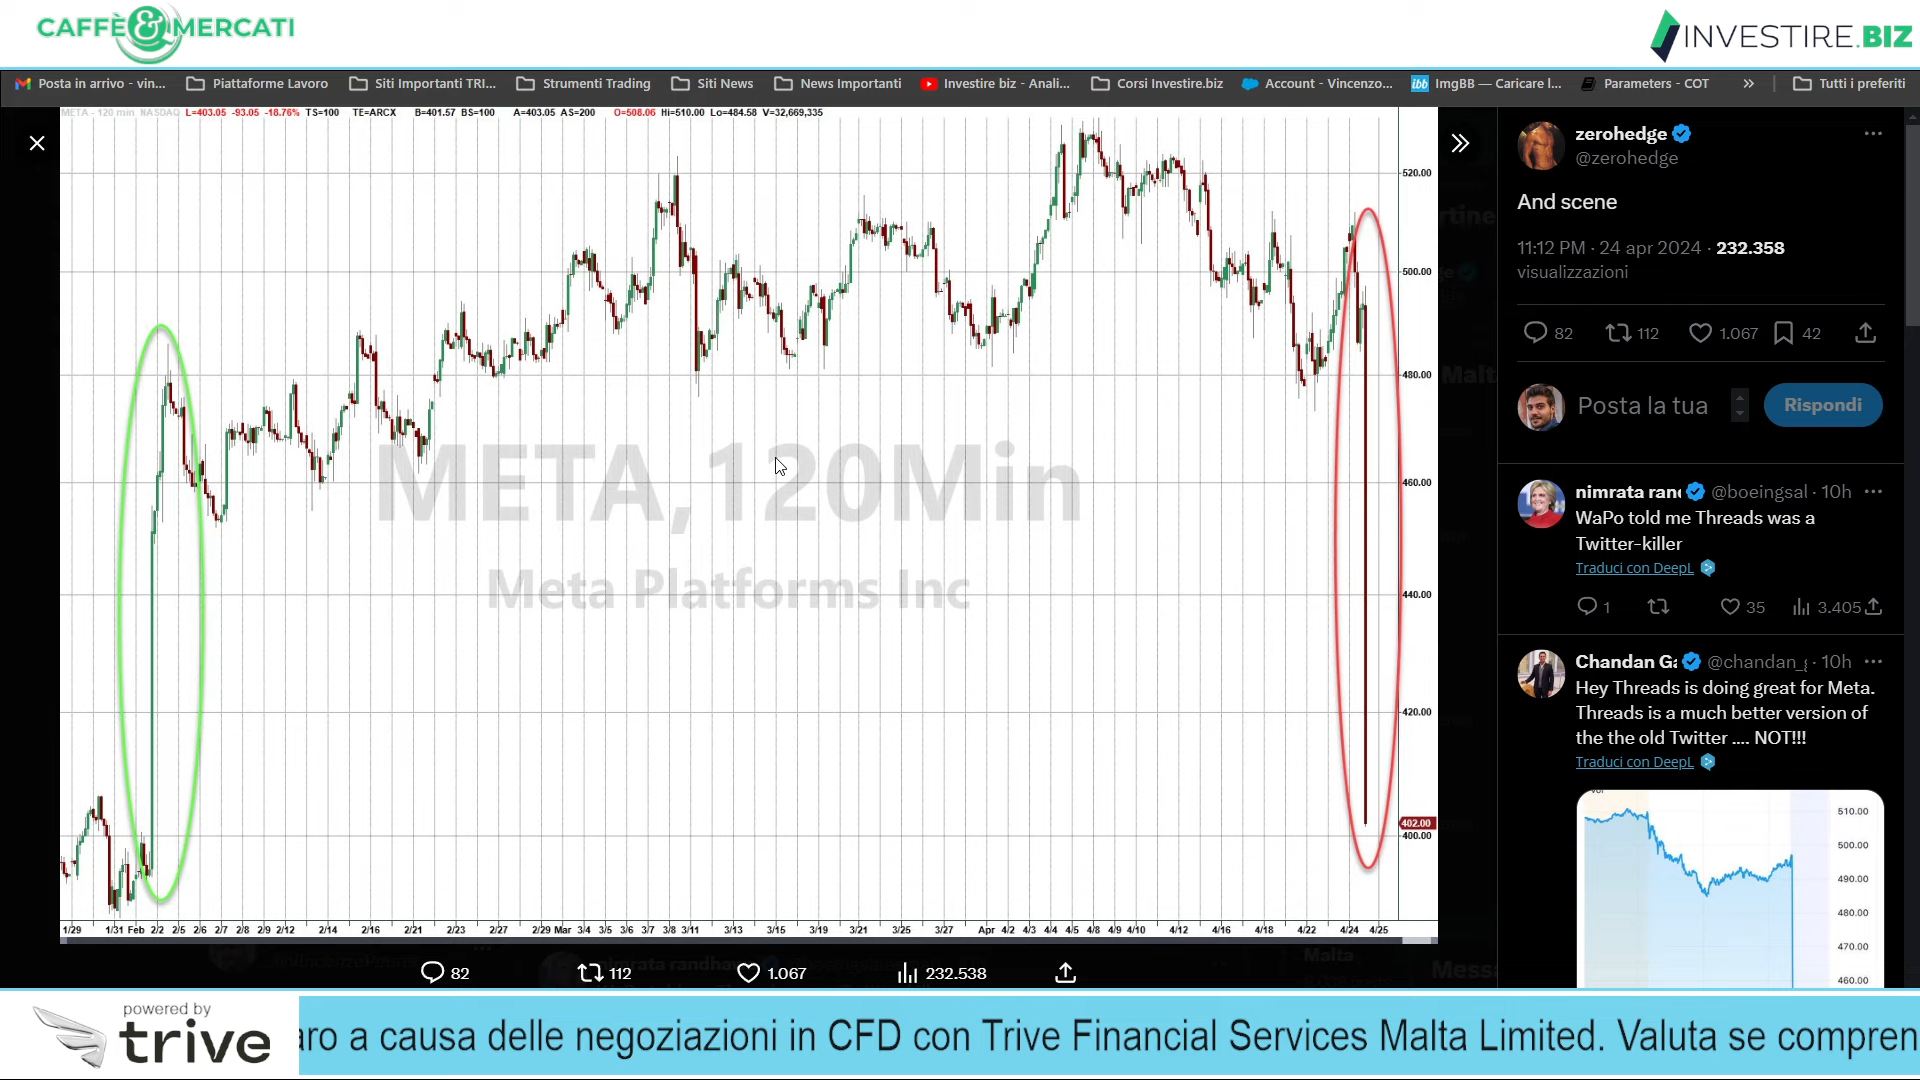 CAFFÈ&MERCATI
INVESTIRE.BIZ
Posta in arrivo - vin...
Piattaforme Lavoro
Siti Importanti TRI...
Strumenti Trading
Siti News
News Importanti
Investire biz - Anali...
Corsi Investire.biz
Account - Vincenzo...
ibb ImgBB — Caricare l...
Parameters - COT
Tutti i preferiti
META - 120 min NASDAQ L=403.05 -93.05 -18.76% TS=100 TE=ARCX B=401.57 BS=100 A=403.05 AS=200 O=508.06 Hi=510.00 Lo=484.58 V=32,669,335
520.00
500.00
480.00
460.00
440.00
420.00
402.00
400.00
META,120Min
Meta Platforms Inc
1/29 1/31 Feb 2/2 2/5 2/6 2/7 2/8 2/9 2/12 2/14 2/16 2/21 2/23 2/27 2/29 Mar 3/4 3/5 3/6 3/7 3/8 3/11 3/13 3/15 3/19 3/21 3/25 3/27 Apr 4/2 4/3 4/4 4/5 4/8 4/9 4/10 4/12 4/16 4/18 4/22 4/24 4/25
82 112 1.067 232.538
zerohedge
@zerohedge
And scene
11:12 PM · 24 apr 2024 · 232.358
visualizzazioni
82 112 1.067 42
Posta la tua
Rispondi
nimrata rand @boeingsal · 10h
WaPo told me Threads was a
Twitter-killer
Traduci con DeepL
1 35 3.405
Chandan Ga @chandan_g · 10h
Hey Threads is doing great for Meta.
Threads is a much better version of
the the old Twitter .... NOT!!!
Traduci con DeepL
510.00
500.00
490.00
480.00
470.00
460.00
powered by
trive
aro a causa delle negoziazioni in CFD con Trive Financial Services Malta Limited. Valuta se compren